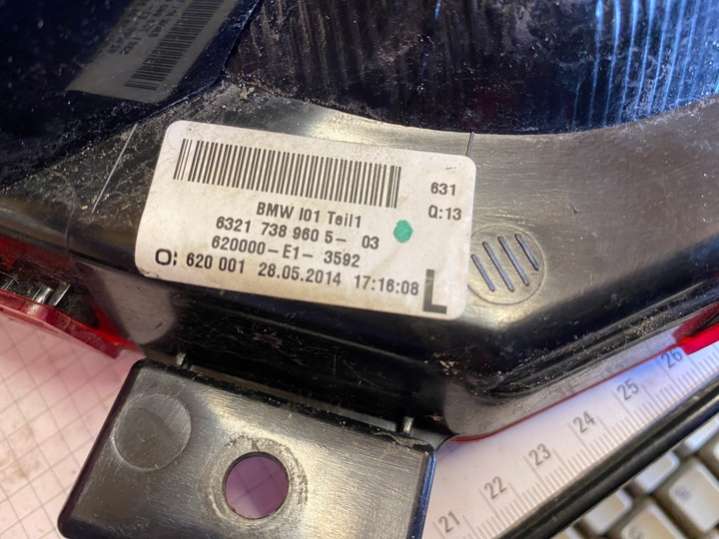 631
Q:13
BMW I01 Teil1
6321 738 960 5- 03
620000-E1- 3592
O: 620 001 28.05.2014 17:16:08
L
21 22 23 24 25 26